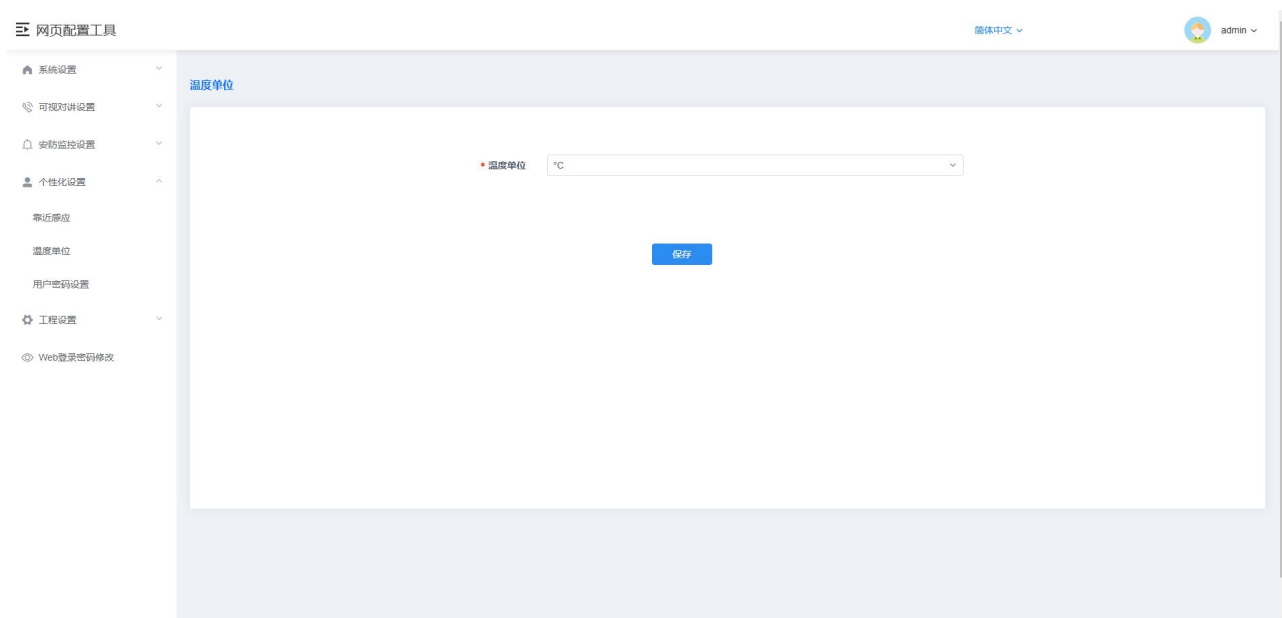 网页配置工具
简体中文
admin
系统设置
可视对讲设置
安防监控设置
个性化设置
靠近感应
温度单位
用户密码设置
工程设置
Web登录密码修改
温度单位
* 温度单位
°C
保存